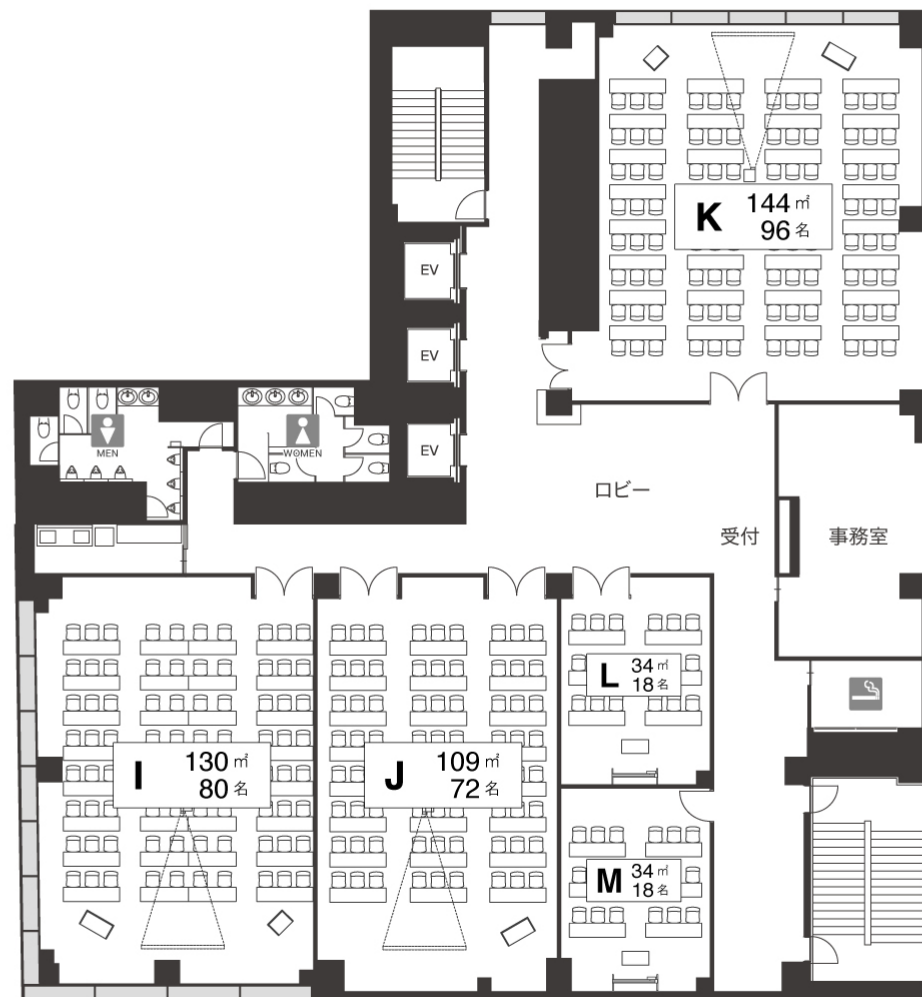 K 144㎡
96名
EV
EV
EV
MEN
WOMEN
ロビー
受付
事務室
I 130㎡
80名
J 109㎡
72名
L 34㎡
18名
M 34㎡
18名